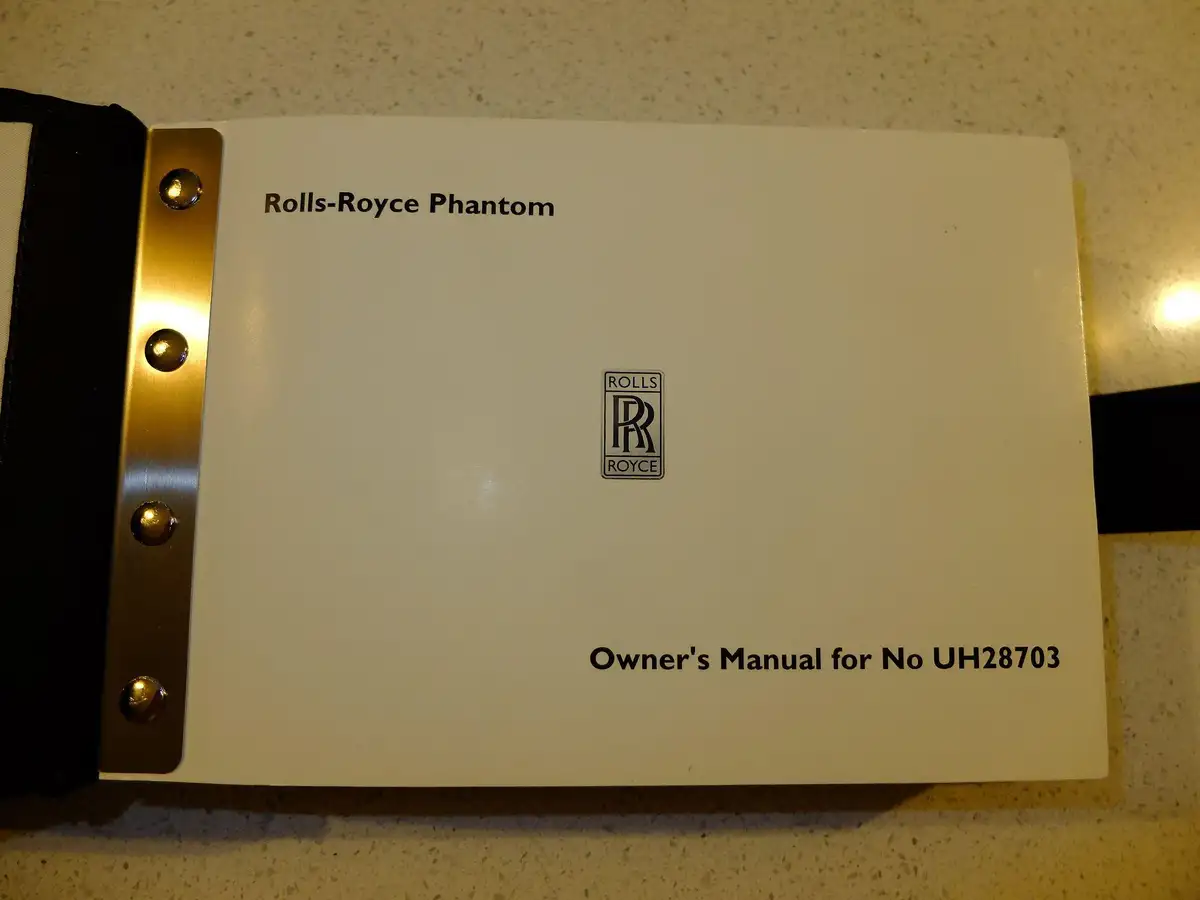 Rolls-Royce Phantom
ROLLS
RR
ROYCE
Owner's Manual for No UH28703